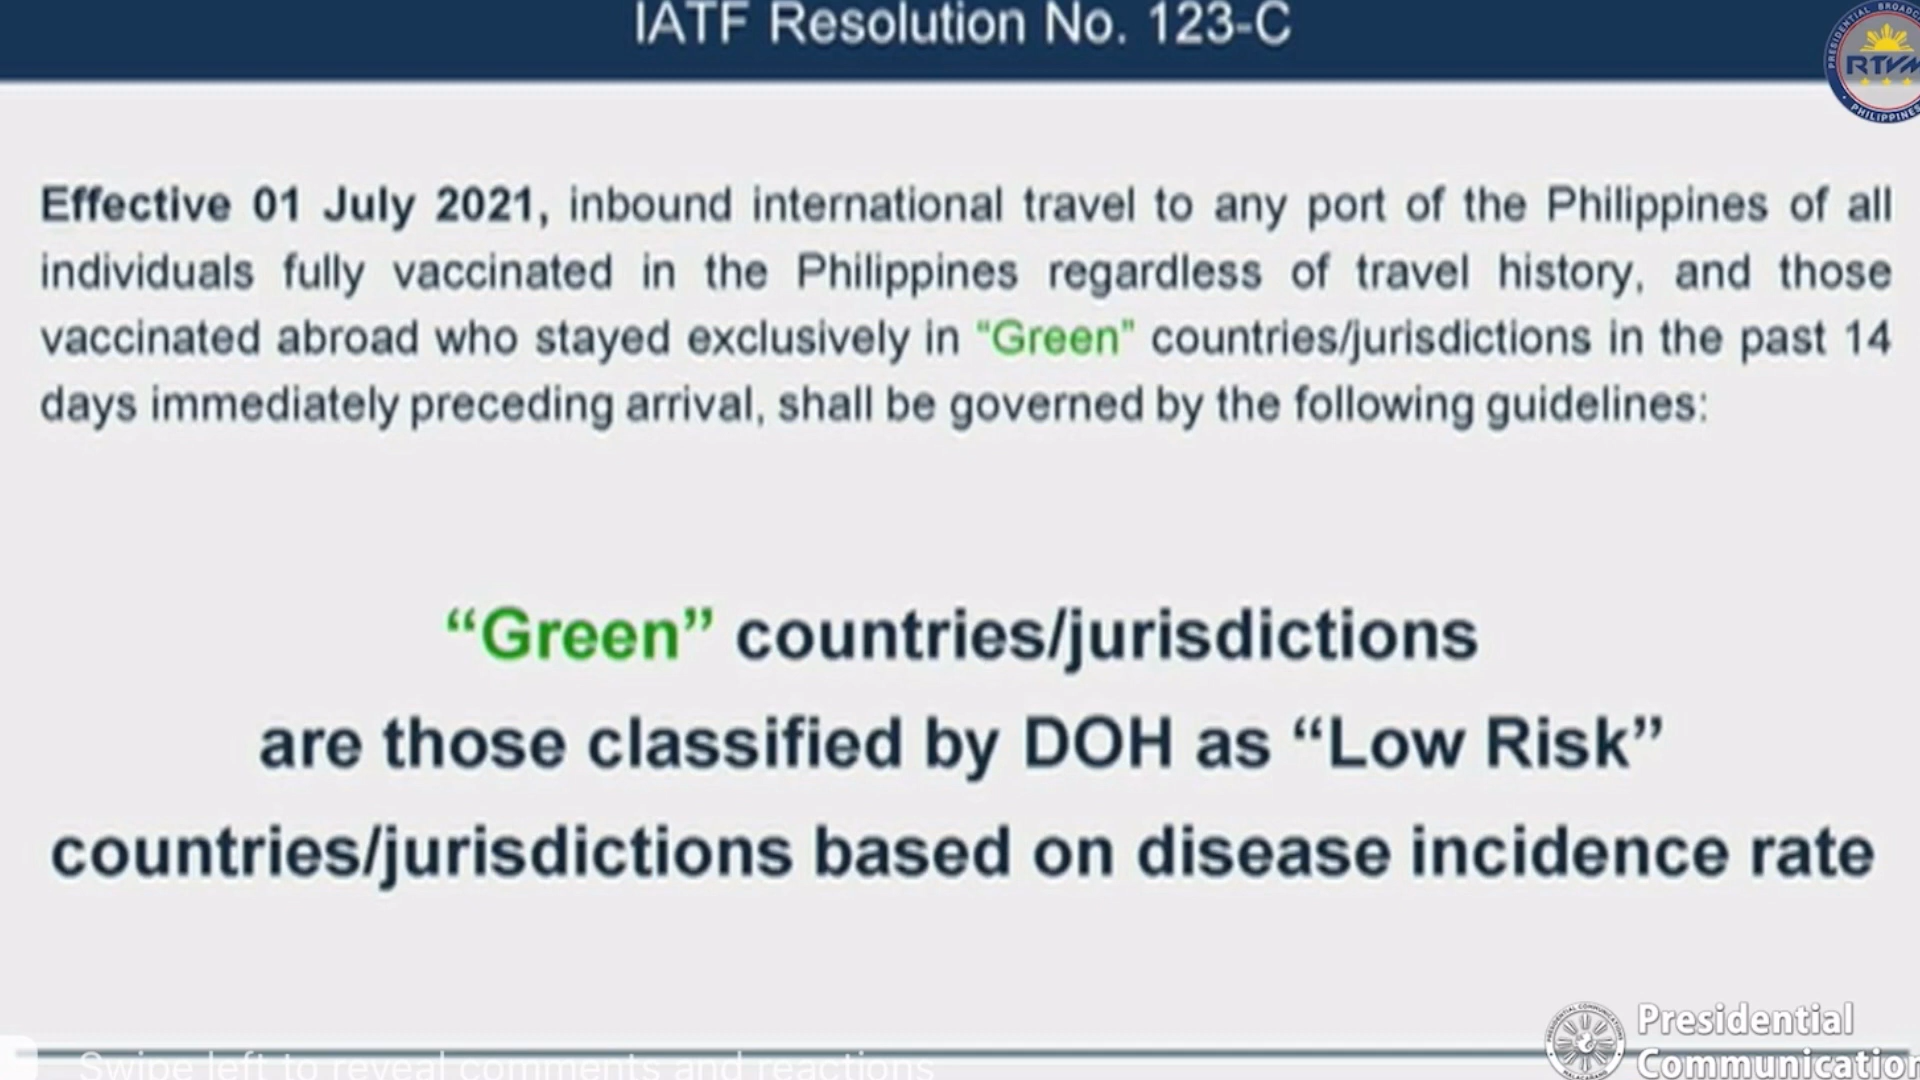 IATF Resolution No. 123-C
RTVM
PHILIPPINES
Effective 01 July 2021, inbound international travel to any port of the Philippines of all
individuals fully vaccinated in the Philippines regardless of travel history, and those
vaccinated abroad who stayed exclusively in “Green” countries/jurisdictions in the past 14
days immediately preceding arrival, shall be governed by the following guidelines:
“Green” countries/jurisdictions
are those classified by DOH as “Low Risk”
countries/jurisdictions based on disease incidence rate
Presidential
Communication
Swipe left to reveal comments and reactions